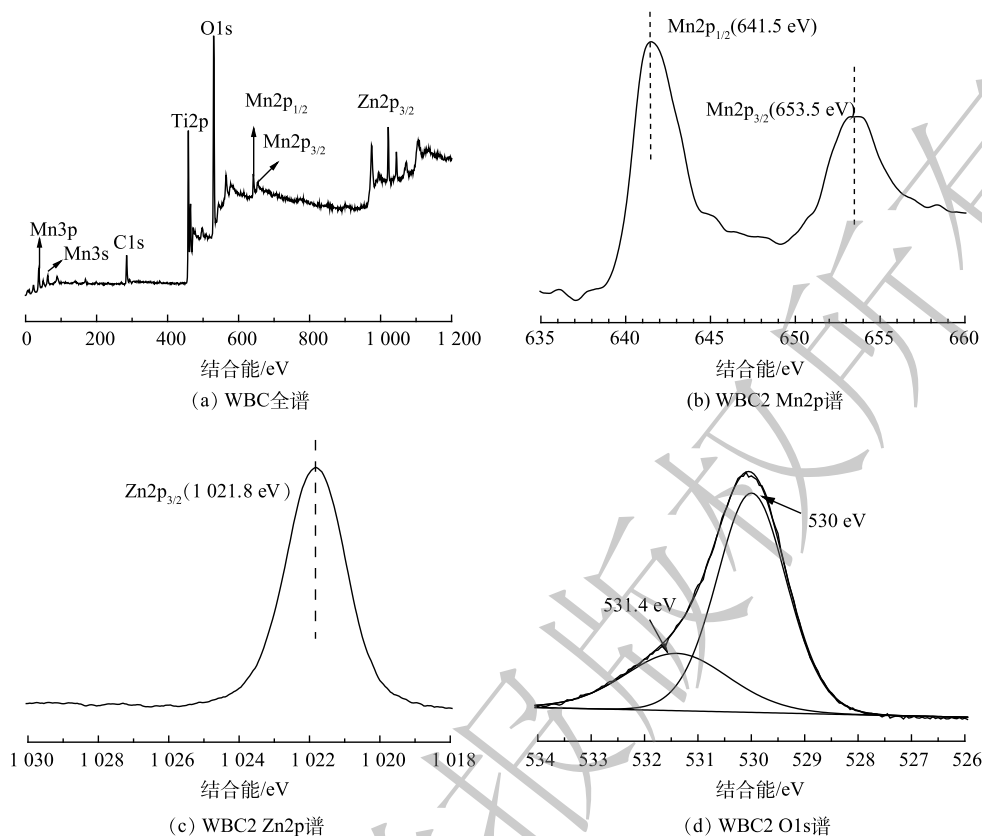 O1s
Mn2p1/2
Zn2p3/2
Ti2p
Mn2p3/2
Mn3p
Mn3s
C1s
0 200 400 600 800 1 000 1 200
结合能/eV
(a) WBC全谱
Mn2p1/2(641.5 eV)
Mn2p3/2(653.5 eV)
635 640 645 650 655 660
结合能/eV
(b) WBC2 Mn2p谱
Zn2p3/2(1 021.8 eV)
1 030 1 026 1 024 1 022 1 020 1 018
结合能/eV
(c) WBC2 Zn2p谱
530 eV
531.4 eV
534 533 531 530 529 528 527 526
结合能/eV
(d) WBC2 O1s谱
报版权所有